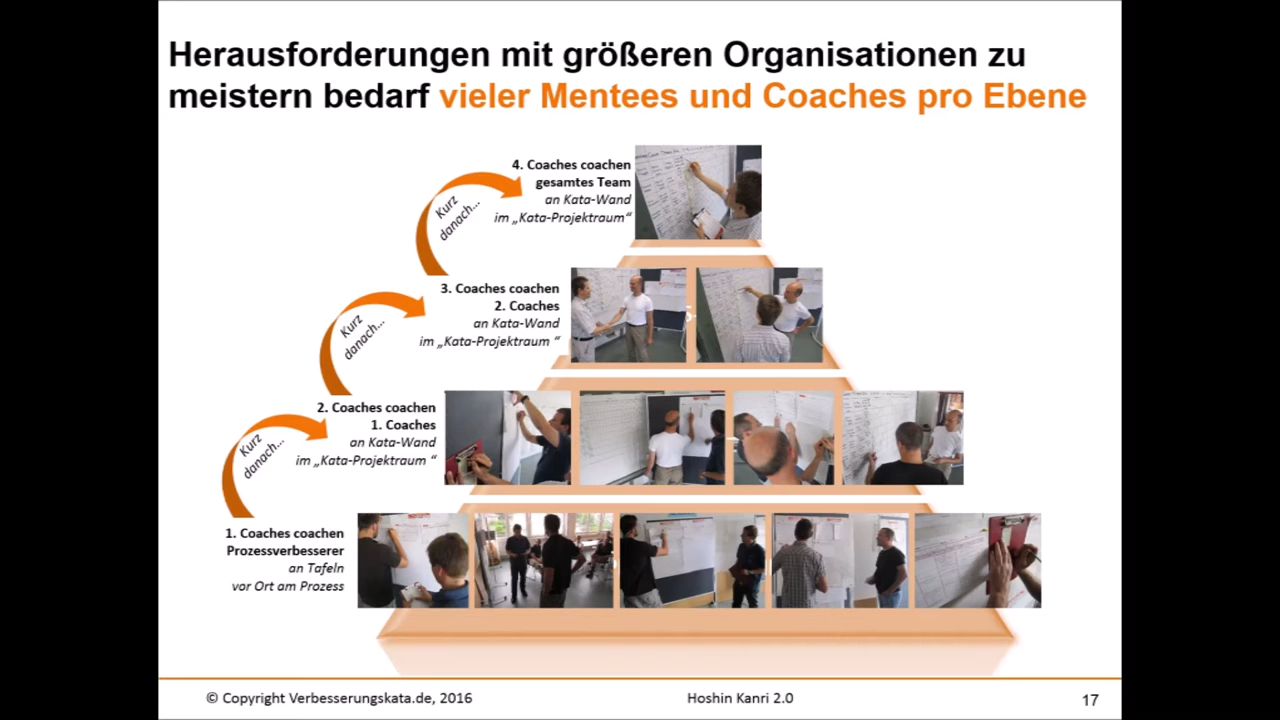 Herausforderungen mit größeren Organisationen zu
meistern bedarf vieler Mentees und Coaches pro Ebene
4. Coaches coachen
gesamtes Team
an Kata-Wand
im „Kata-Projektraum“
Kurz
danach...
3. Coaches coachen
2. Coaches
an Kata-Wand
im „Kata-Projektraum “
Kurz
danach...
2. Coaches coachen
1. Coaches
an Kata-Wand
im „Kata-Projektraum “
Kurz
danach...
1. Coaches coachen
Prozessverbesserer
an Tafeln
vor Ort am Prozess
© Copyright Verbesserungskata.de, 2016
Hoshin Kanri 2.0
17